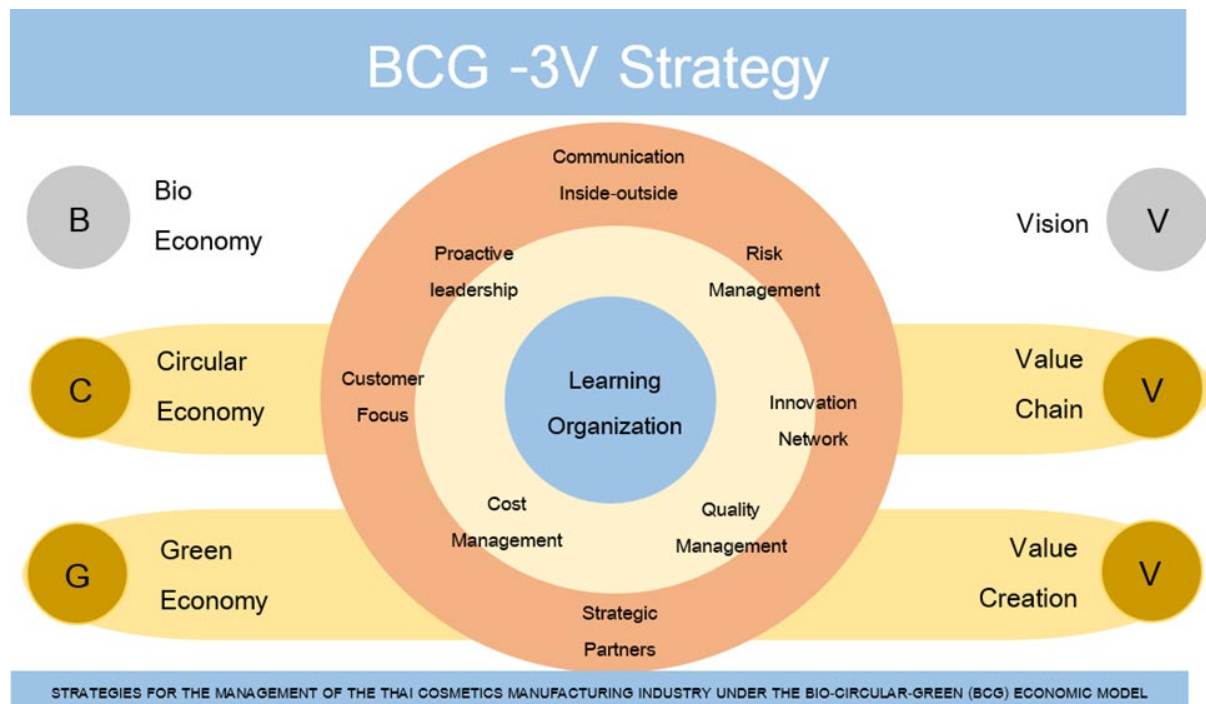 BCG -3V Strategy
Communication
Inside-outside
B
Bio
Economy
Vision
V
Proactive
leadership
Risk
Management
C
Circular
Economy
Customer
Focus
Learning
Organization
Innovation
Network
Value
Chain
V
Cost
Management
Quality
Management
G
Green
Economy
Value
Creation
V
Strategic
Partners
STRATEGIES FOR THE MANAGEMENT OF THE THAI COSMETICS MANUFACTURING INDUSTRY UNDER THE BIO-CIRCULAR-GREEN (BCG) ECONOMIC MODEL